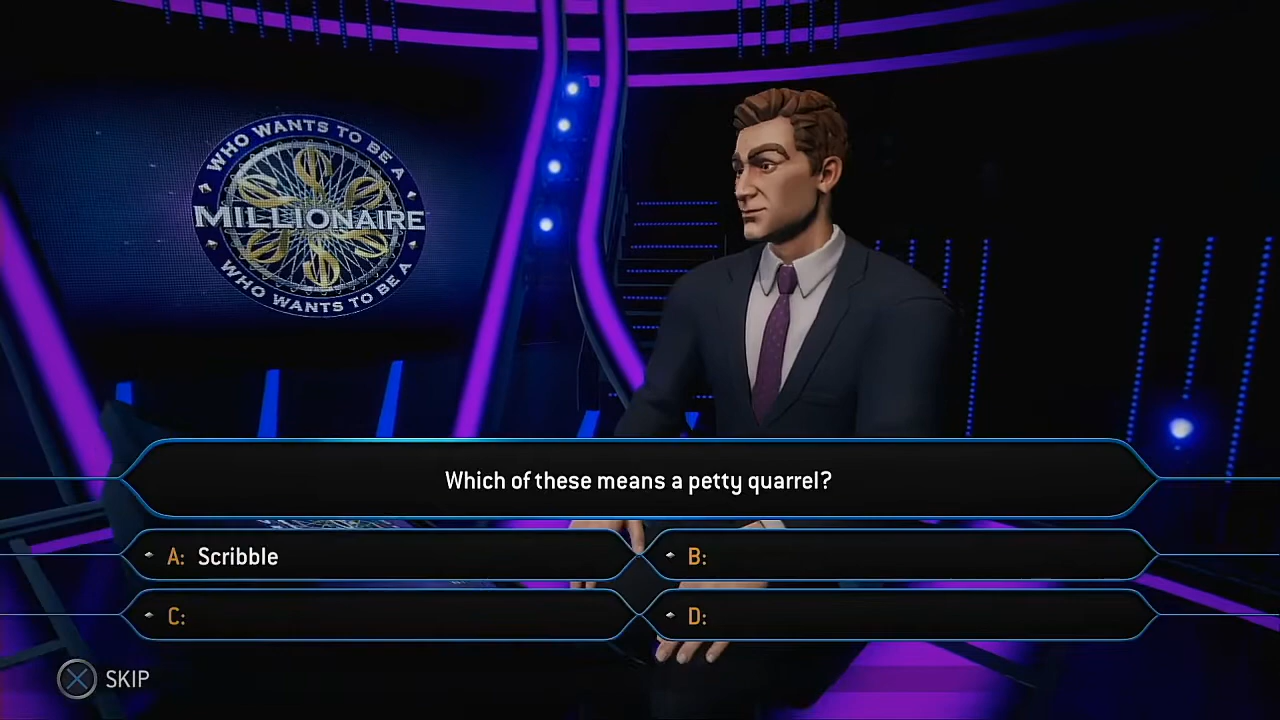 WHO WANTS TO BE A
MILLIONAIRE
WHO WANTS TO BE A
Which of these means a petty quarrel?
A: Scribble
B:
C:
D:
SKIP